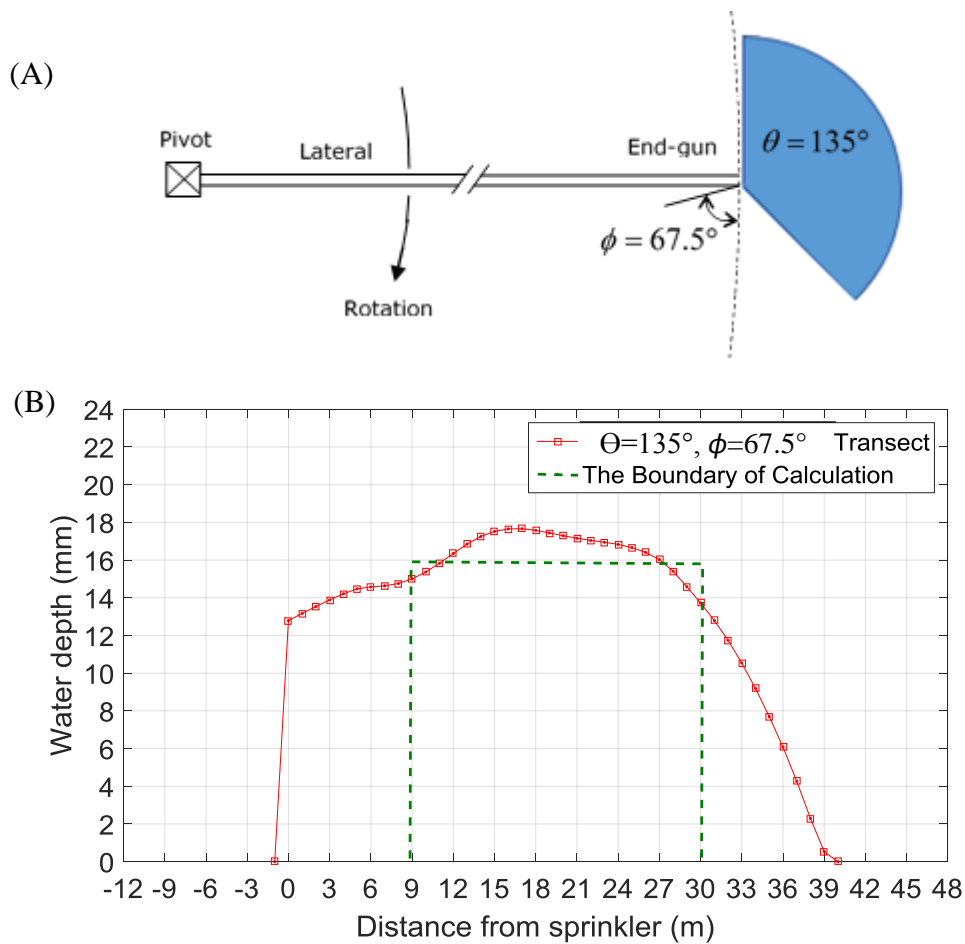 (A)
Pivot
Lateral
End-gun
θ = 135°
ϕ = 67.5°
Rotation
(B)
24
22
20
18
16
14
12
10
8
6
4
2
0
Water depth (mm)
Ɵ=135°, ϕ=67.5° Transect
The Boundary of Calculation
-12 -9 -6 -3 0 3 6 9 12 15 18 21 24 27 30 33 36 39 42 45 48
Distance from sprinkler (m)